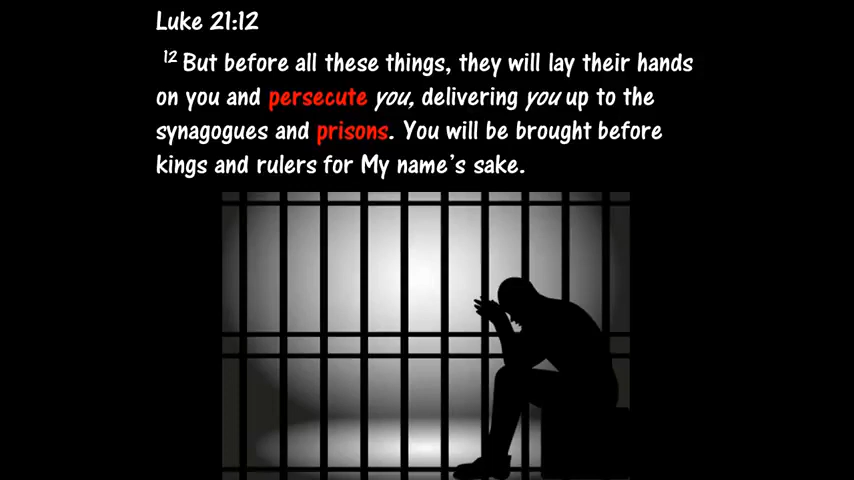 Luke 21:12
12 But before all these things, they will lay their hands
on you and persecute you, delivering you up to the
synagogues and prisons. You will be brought before
kings and rulers for My name’s sake.